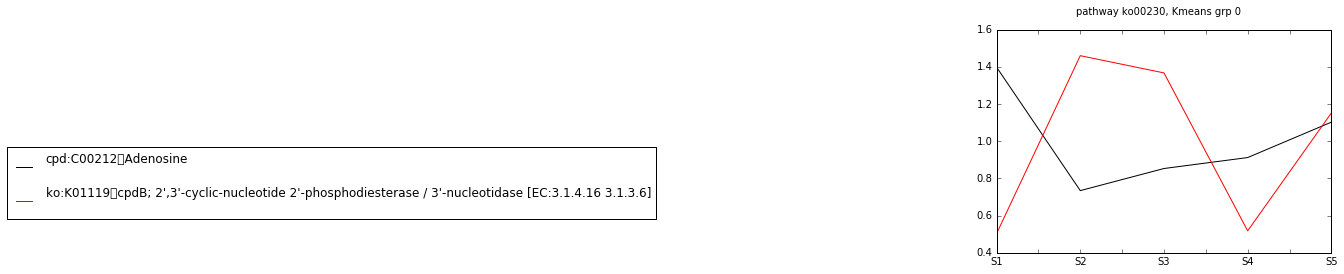 pathway ko00230, Kmeans grp 0
1.6
1.4
1.2
1.0
0.8
0.6
0.4
S1 S2 S3 S4 S5
cpd:C00212▯Adenosine
ko:K01119▯cpdB; 2',3'-cyclic-nucleotide 2'-phosphodiesterase / 3'-nucleotidase [EC:3.1.4.16 3.1.3.6]